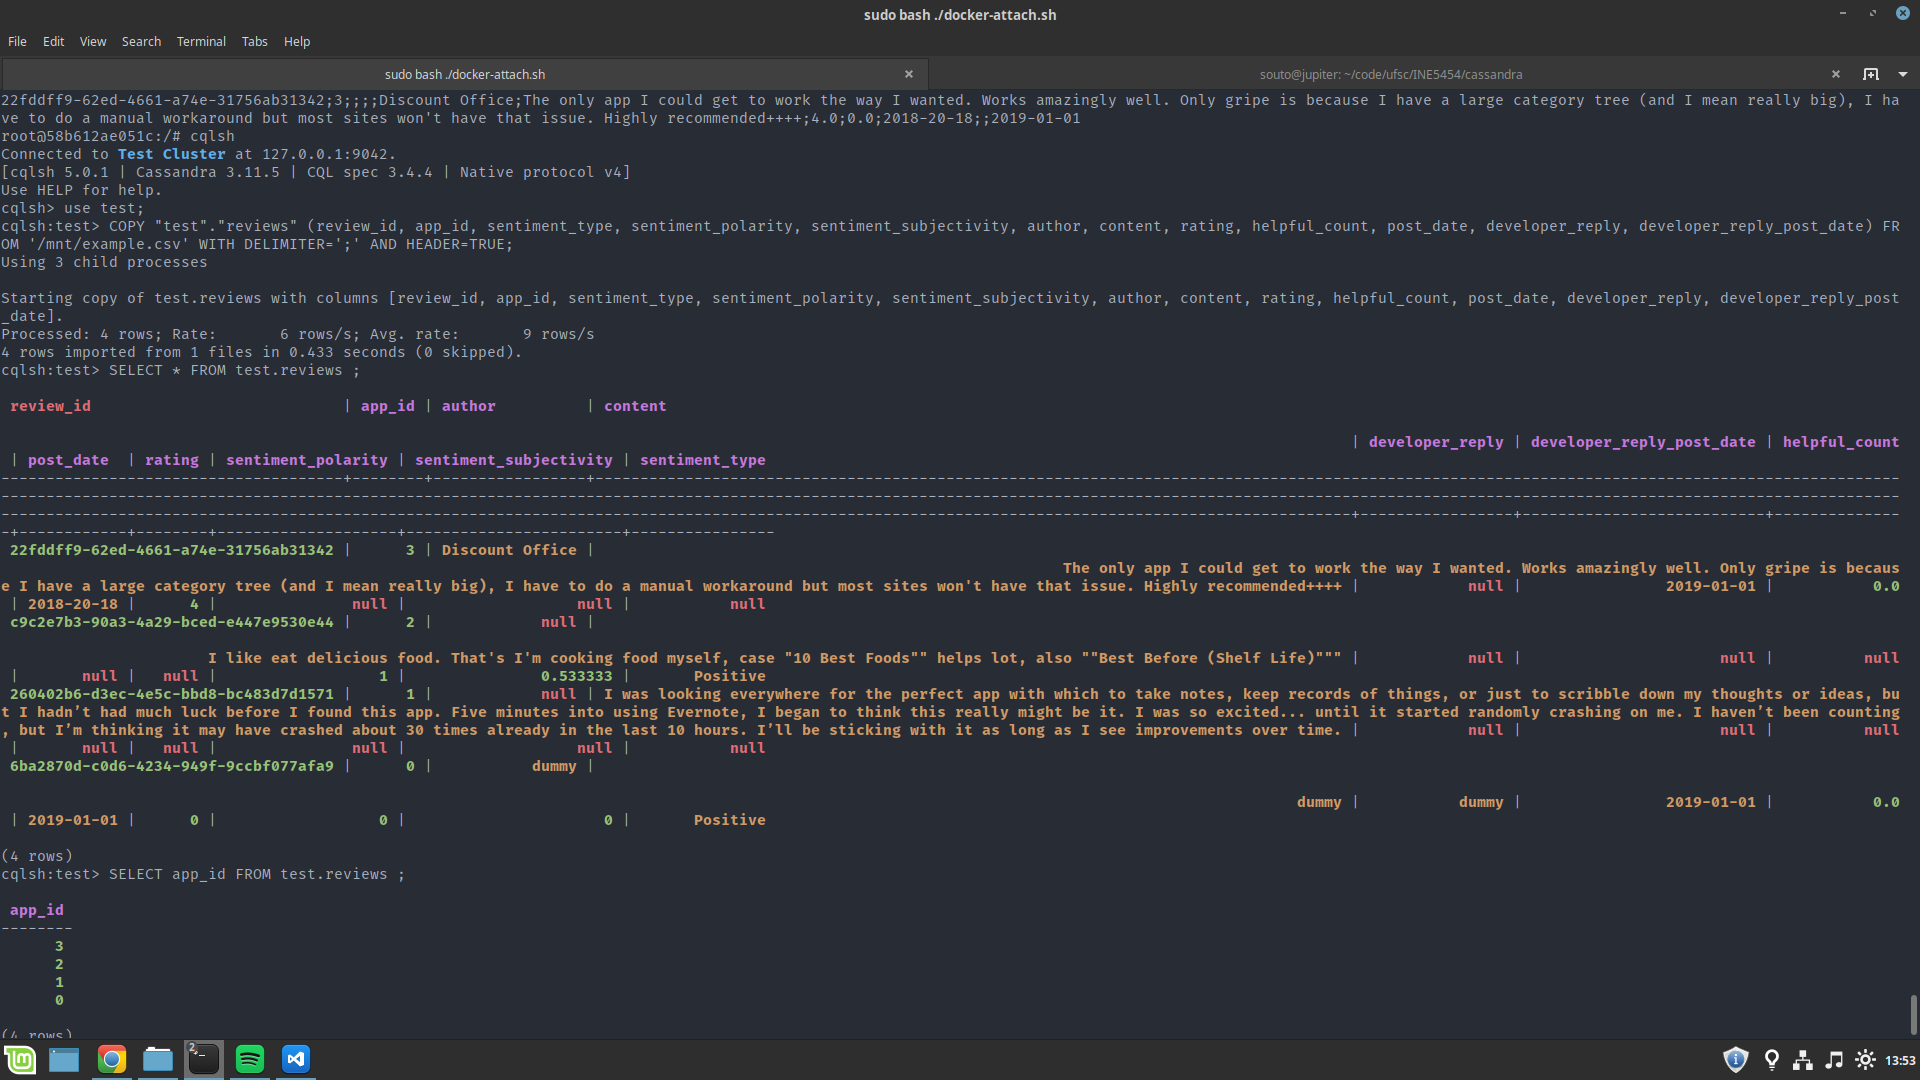 sudo bash ./docker-attach.sh
File Edit View Search Terminal Tabs Help
sudo bash ./docker-attach.sh
souto@jupiter: ~/code/ufsc/INE5454/cassandra
22fddff9-62ed-4661-a74e-31756ab31342;3;;;;Discount Office;The only app I could get to work the way I wanted. Works amazingly well. Only gripe is because I have a large category tree (and I mean really big), I ha
ve to do a manual workaround but most sites won't have that issue. Highly recommended++++;4.0;0.0;2018-20-18;;2019-01-01
root@58b612ae051c:/# cqlsh
Connected to Test Cluster at 127.0.0.1:9042.
[cqlsh 5.0.1 | Cassandra 3.11.5 | CQL spec 3.4.4 | Native protocol v4]
Use HELP for help.
cqlsh> use test;
cqlsh:test> COPY "test"."reviews" (review_id, app_id, sentiment_type, sentiment_polarity, sentiment_subjectivity, author, content, rating, helpful_count, post_date, developer_reply, developer_reply_post_date) FR
OM '/mnt/example.csv' WITH DELIMITER=';' AND HEADER=TRUE;
Using 3 child processes
Starting copy of test.reviews with columns [review_id, app_id, sentiment_type, sentiment_polarity, sentiment_subjectivity, author, content, rating, helpful_count, post_date, developer_reply, developer_reply_post
_date].
Processed: 4 rows; Rate: 6 rows/s; Avg. rate: 9 rows/s
4 rows imported from 1 files in 0.433 seconds (0 skipped).
cqlsh:test> SELECT * FROM test.reviews ;
review_id | app_id | author | content
| developer_reply | developer_reply_post_date | helpful_count
| post_date | rating | sentiment_polarity | sentiment_subjectivity | sentiment_type
22fddff9-62ed-4661-a74e-31756ab31342 | 3 | Discount Office |
The only app I could get to work the way I wanted. Works amazingly well. Only gripe is becaus
e I have a large category tree (and I mean really big), I have to do a manual workaround but most sites won't have that issue. Highly recommended++++ | null | 2019-01-01 | 0.0
| 2018-20-18 | 4 | null | null | null
c9c2e7b3-90a3-4a29-bced-e447e9530e44 | 2 | null |
I like eat delicious food. That's I'm cooking food myself, case "10 Best Foods"" helps lot, also ""Best Before (Shelf Life)""" | null | null | null
| null | null | 1 | 0.533333 | Positive
260402b6-d3ec-4e5c-bbd8-bc483d7d1571 | 1 | null | I was looking everywhere for the perfect app with which to take notes, keep records of things, or just to scribble down my thoughts or ideas, bu
t I hadn’t had much luck before I found this app. Five minutes into using Evernote, I began to think this really might be it. I was so excited... until it started randomly crashing on me. I haven’t been counting
, but I’m thinking it may have crashed about 30 times already in the last 10 hours. I’ll be sticking with it as long as I see improvements over time. | null | null | null
| null | null | null | null | null
6ba2870d-c0d6-4234-949f-9ccbf077afa9 | 0 | dummy |
dummy | dummy | 2019-01-01 | 0.0
| 2019-01-01 | 0 | 0 | 0 | Positive
(4 rows)
cqlsh:test> SELECT app_id FROM test.reviews ;
app_id
3
2
1
0
(4 rows)
2
13:53